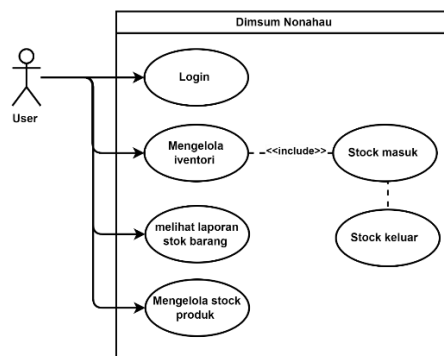 Dimsum Nonahau
User
Login
Mengelola
iventori
<<include>>
Stock masuk
melihat laporan
stok barang
Stock keluar
Mengelola stock
produk